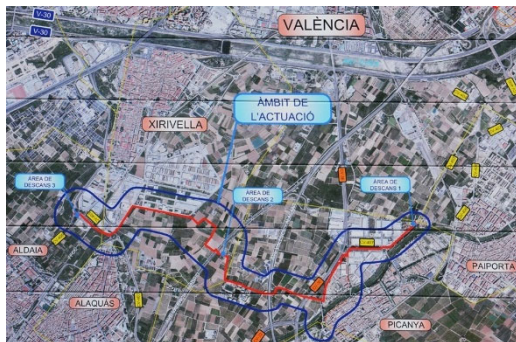 V-30
V-30
VALÈNCIA
ÀMBIT DE
L'ACTUACIÓ
XIRIVELLA
ÀREA DE
DESCANS 3
ÀREA DE
DESCANS 2
ÀREA DE
DESCANS 1
ALDAIA
PAIPORTA
ALAQUÀS
PICANYA